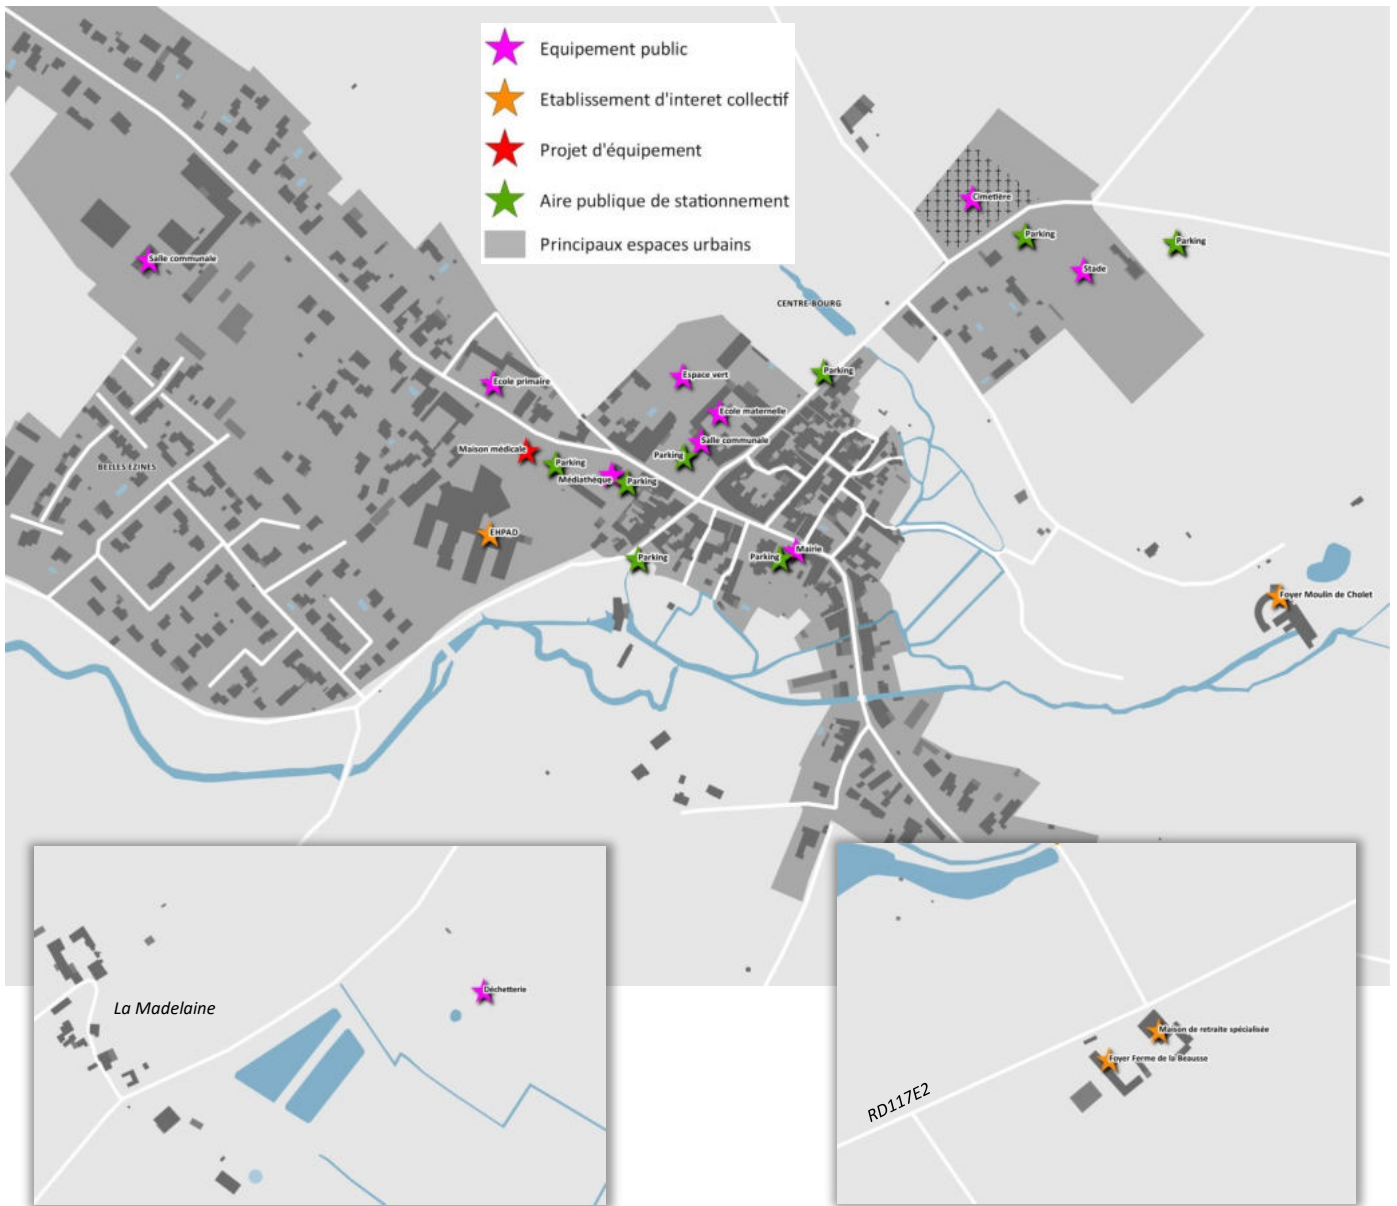 Equipement public
Etablissement d'interet collectif
Projet d'équipement
Aire publique de stationnement
Principaux espaces urbains
Cimetière
Parking
Parking
Salle communale
Stade
CENTRE-BOURG
Parking
Ecole primaire
Espace vert
Ecole maternelle
Salle communale
Maison médicale
Parking
Parking
BELLES EZINES
Médiathèque
Parking
EHPAD
Parking
Parking
Mairie
Foyer Moulin de Cholet
Déchetterie
La Madelaine
Maison de retraite spécialisée
Foyer Ferme de la Beausse
RD117E2